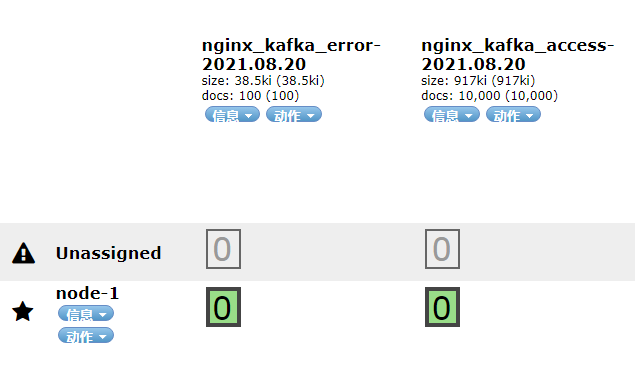 nginx_kafka_error-
2021.08.20
size: 38.5ki (38.5ki)
docs: 100 (100)
信息 动作
nginx_kafka_access-
2021.08.20
size: 917ki (917ki)
docs: 10,000 (10,000)
信息 动作
Unassigned 0 0
node-1
信息
动作
0 0